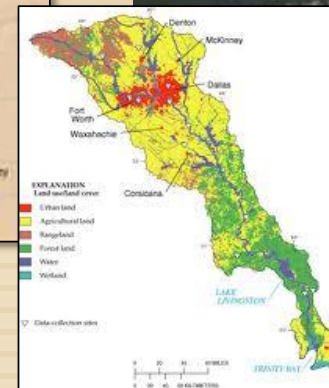 Denton
McKinney
Dallas
Fort
Worth
Waxahachie
Corsicana
EXPLANATION
Land use/land cover
Urban land
Agricultural land
Rangeland
Forest land
Water
Wetland
LAKE
LIVINGSTON
Data-collection sites
TRINITY BAY